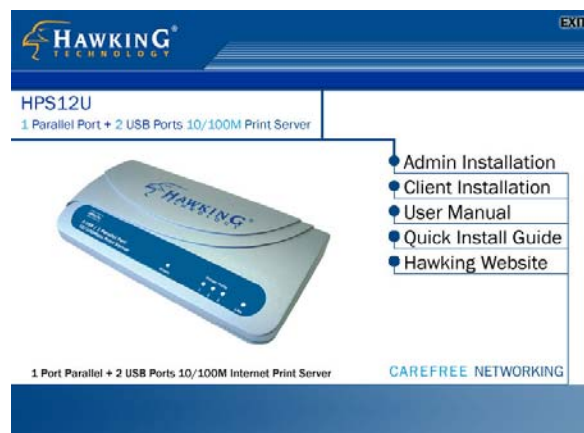 EXIT
HAWKING
TECHNOLOGY
HPS12U
1 Parallel Port + 2 USB Ports 10/100M Print Server
Admin Installation
Client Installation
User Manual
Quick Install Guide
Hawking Website
HAWKING
1 Port Parallel + 2 USB Ports 10/100M Internet Print Server
CAREFREE NETWORKING